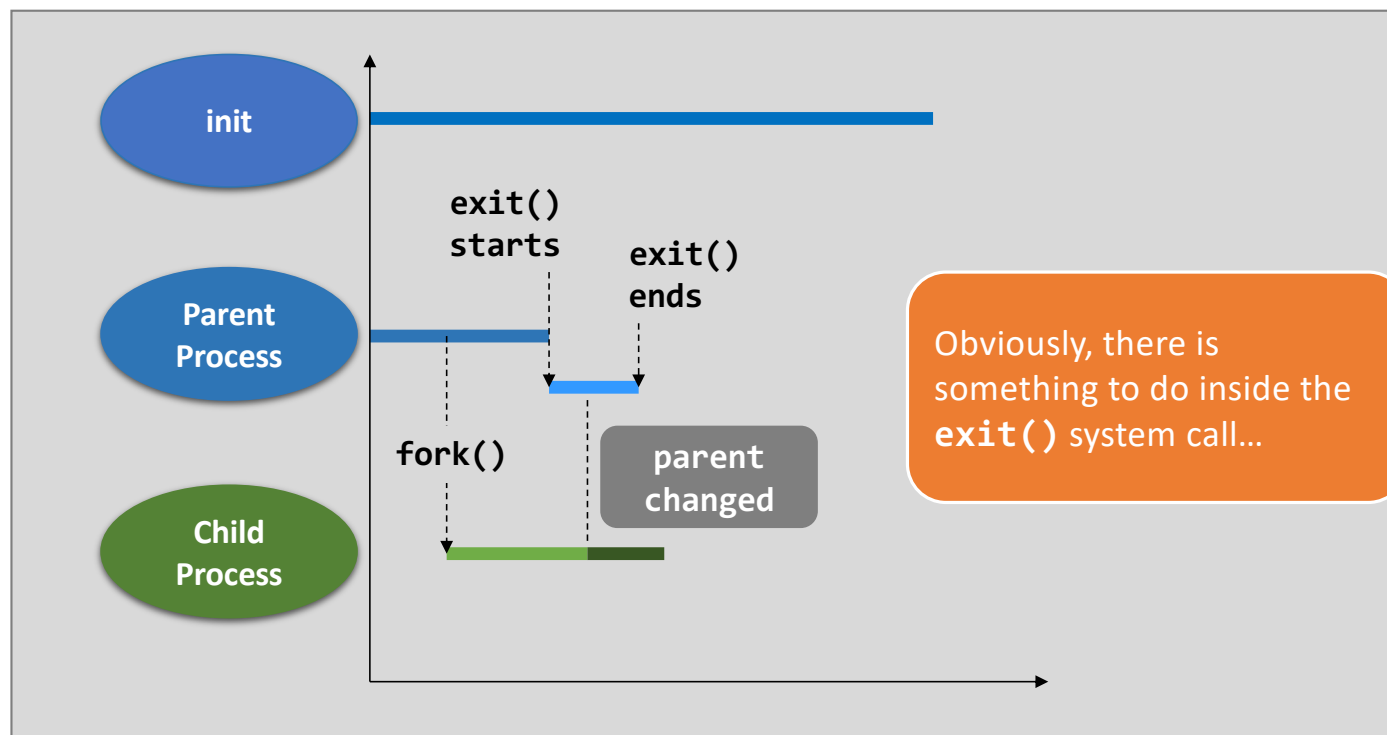 init
exit()
starts
exit()
ends
Parent
Process
Obviously, there is
something to do inside the
exit() system call…
fork()
parent
changed
Child
Process